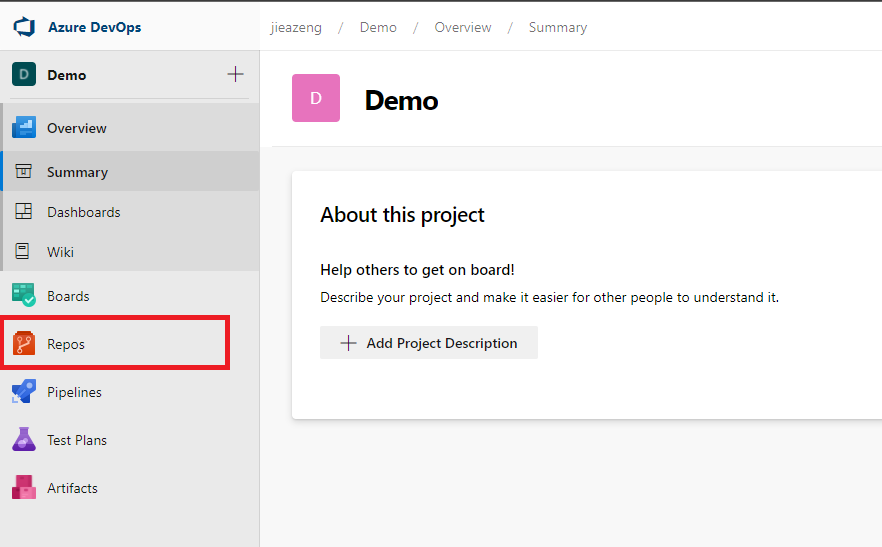 Azure DevOps
jieazeng / Demo / Overview / Summary
D Demo +
D Demo
Overview
Summary
Dashboards
Wiki
Boards
Repos
Pipelines
Test Plans
Artifacts
About this project
Help others to get on board!
Describe your project and make it easier for other people to understand it.
+ Add Project Description